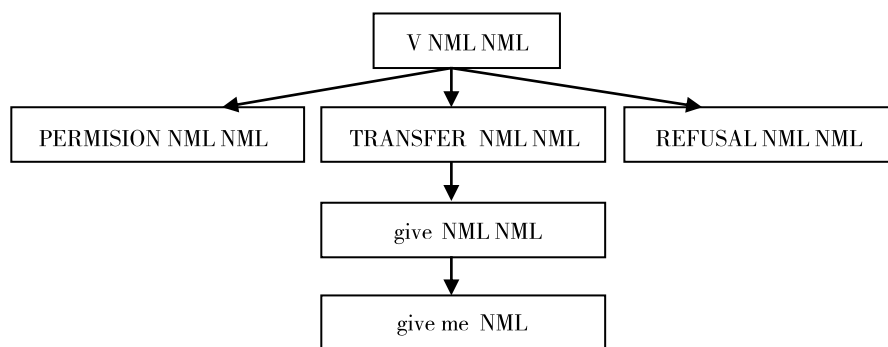 V NML NML
PERMISION NML NML
TRANSFER NML NML
REFUSAL NML NML
give NML NML
give me NML